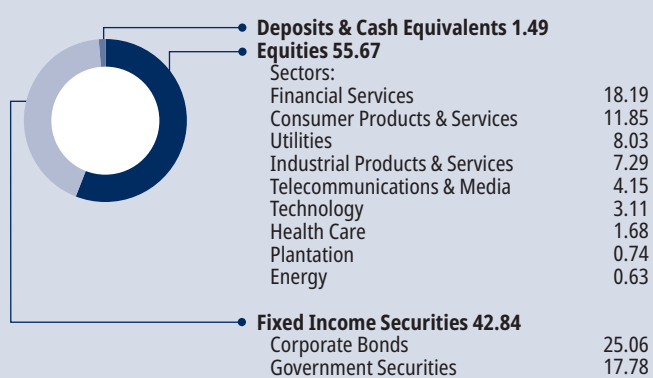 Deposits & Cash Equivalents 1.49
Equities 55.67
Sectors:
Financial Services 18.19
Consumer Products & Services 11.85
Utilities 8.03
Industrial Products & Services 7.29
Telecommunications & Media 4.15
Technology 3.11
Health Care 1.68
Plantation 0.74
Energy 0.63
Fixed Income Securities 42.84
Corporate Bonds 25.06
Government Securities 17.78